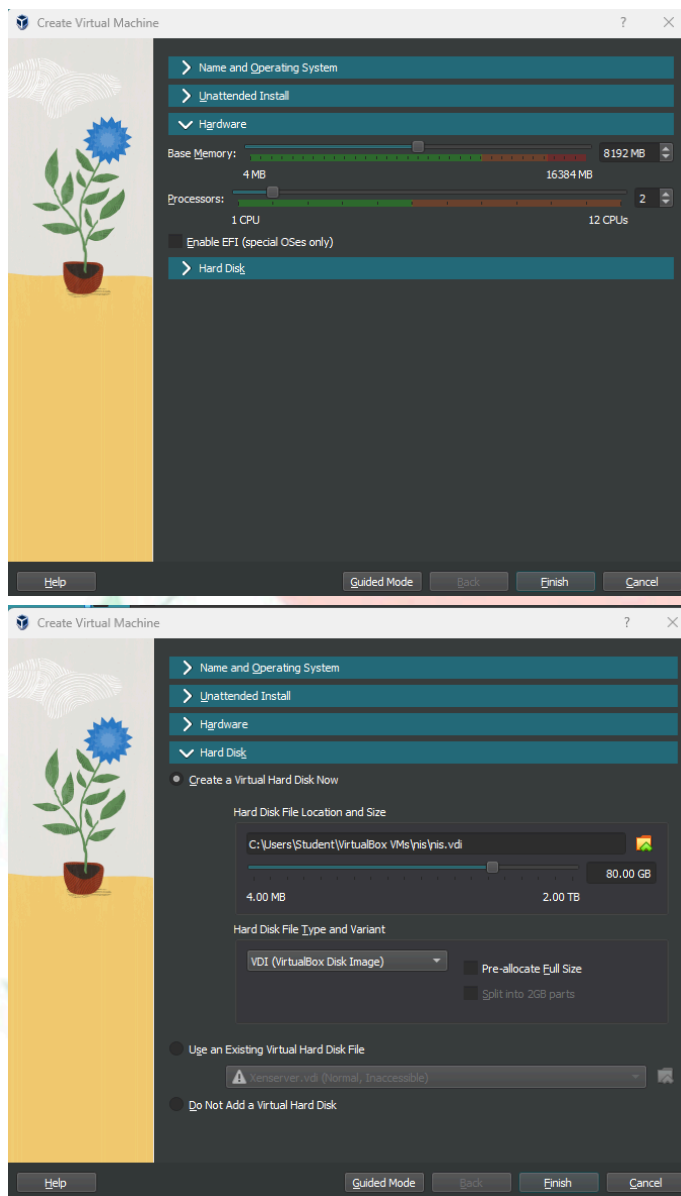 Create Virtual Machine
Name and Operating System
Unattended Install
Hardware
Base Memory: 8192 MB
4 MB 16384 MB
Processors: 2
1 CPU 12 CPUs
Enable EFI (special OSes only)
Hard Disk
Help Guided Mode Back Finish Cancel
Create Virtual Machine
Name and Operating System
Unattended Install
Hardware
Hard Disk
Create a Virtual Hard Disk Now
Hard Disk File Location and Size
C:\Users\Student\VirtualBox VMs\nis\nis.vdi
80.00 GB
4.00 MB 2.00 TB
Hard Disk File Type and Variant
VDI (VirtualBox Disk Image) Pre-allocate Full Size
Split into 2GB parts
Use an Existing Virtual Hard Disk File
Xenserver.vdi (Normal, Inaccessible)
Do Not Add a Virtual Hard Disk
Help Guided Mode Back Finish Cancel